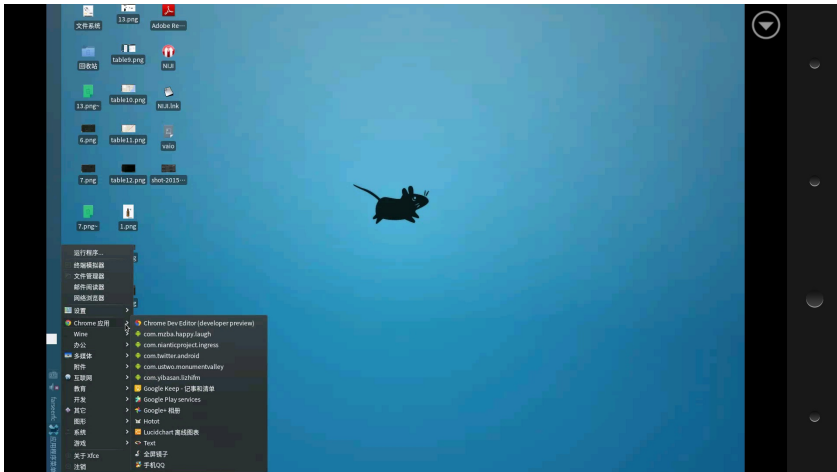 文件系统
13.png
Adobe Re···
回收站
table9.png
NIJI
13.png~
table10.png
NIJI.lnk
6.png
table11.png
vaio
7.png
table12.png
shot-2015···
7.png~
1.png
运行程序...
终端模拟器
文件管理器
邮件阅读器
网络浏览器
设置
Chrome 应用
Wine
办公
多媒体
附件
互联网
教育
开发
其它
图形
系统
游戏
关于 Xfce
注销
Chrome Dev Editor (developer preview)
com.mzba.happy.laugh
com.nianticproject.ingress
com.twitter.android
com.ustwo.monumentvalley
com.yibasan.lizhifm
Google Keep - 记事和清单
Google Play services
Google+ 相册
Hotot
Lucidchart 离线图表
Text
全屏镜子
手机QQ